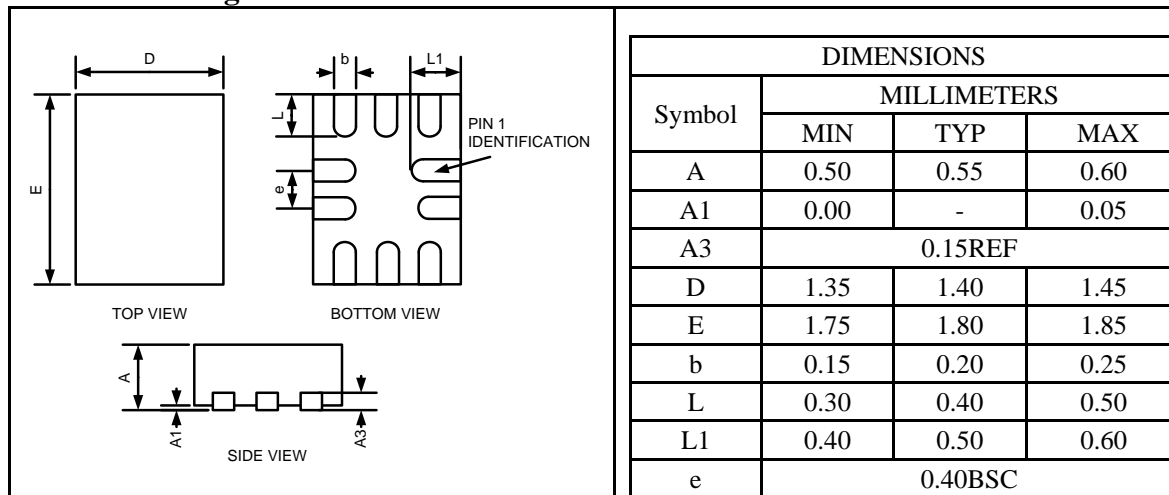 g
D
E
TOP VIEW
b
L1
L
e
PIN 1
IDENTIFICATION
BOTTOM VIEW
A
A1
A3
SIDE VIEW
DIMENSIONS
Symbol
MILLIMETERS
MIN TYP MAX
A 0.50 0.55 0.60
A1 0.00 - 0.05
A3 0.15REF
D 1.35 1.40 1.45
E 1.75 1.80 1.85
b 0.15 0.20 0.25
L 0.30 0.40 0.50
L1 0.40 0.50 0.60
e 0.40BSC